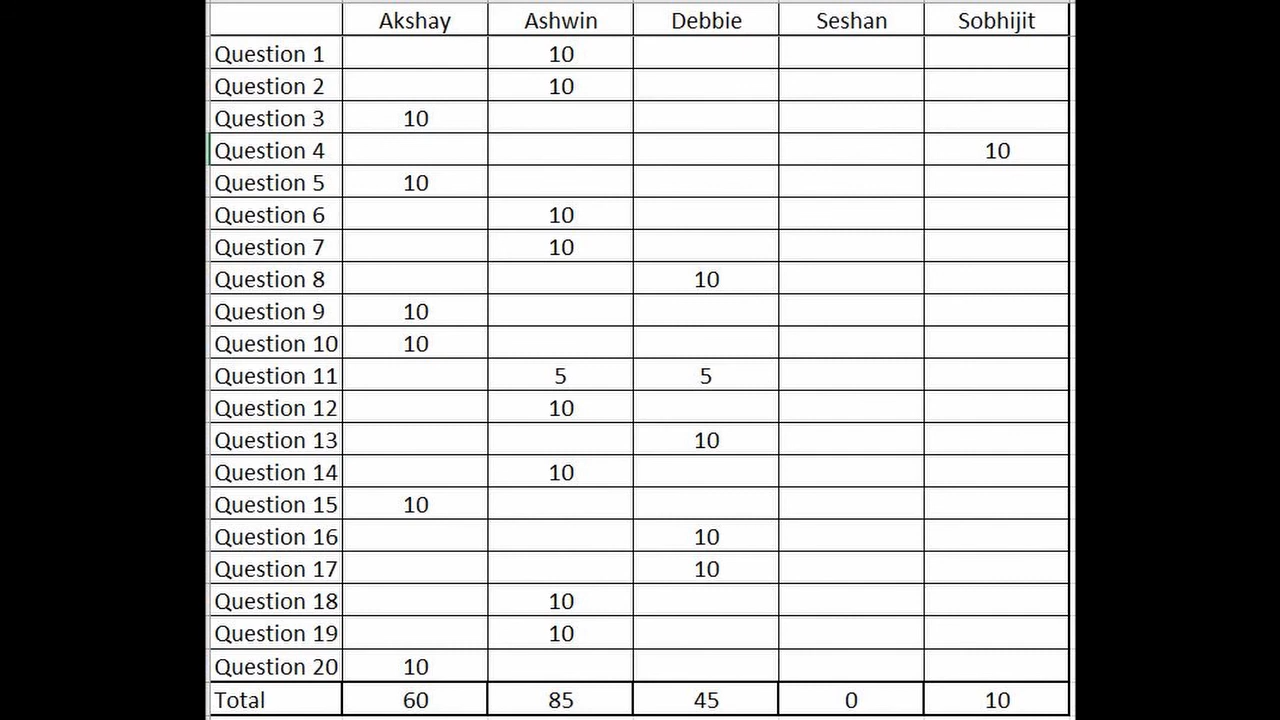 Akshay Ashwin Debbie Seshan Sobhijit
Question 1 10
Question 2 10
Question 3 10
Question 4 10
Question 5 10
Question 6 10
Question 7 10
Question 8 10
Question 9 10
Question 10 10
Question 11 5 5
Question 12 10
Question 13 10
Question 14 10
Question 15 10
Question 16 10
Question 17 10
Question 18 10
Question 19 10
Question 20 10
Total 60 85 45 0 10